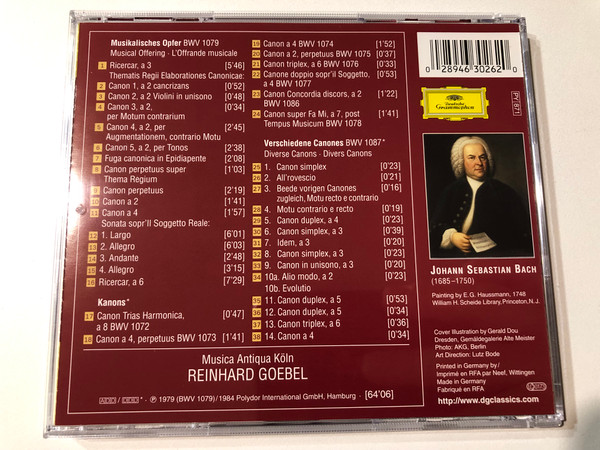 Musikalisches Opfer BWV 1079
Musical Offering · L'Offrande musicale
1 Ricercar, a 3 [5'46]
Thematis Regii Elaborationes Canonicae:
2 Canon 1, a 2 cancrizans [0'52]
3 Canon 2, a 2 Violini in unisono [0'48]
4 Canon 3, a 2, [0'34]
per Motum contrarium
5 Canon 4, a 2, per [2'45]
Augmentationem, contrario Motu
6 Canon 5, a 2, per Tonos [2'38]
7 Fuga canonica in Epidiapente [2'08]
8 Canon perpetuus super [1'03]
Thema Regium
9 Canon perpetuus [2'19]
10 Canon a 2 [1'41]
11 Canon a 4 [1'57]
Sonata sopr'Il Soggetto Reale:
12 1. Largo [6'01]
13 2. Allegro [6'03]
14 3. Andante [2'48]
15 4. Allegro [3'15]
16 Ricercar, a 6 [7'29]
Kanons*
17 Canon Trias Harmonica, [0'47]
a 8 BWV 1072
18 Canon a 4, perpetuus BWV 1073 [1'41]
19 Canon a 4 BWV 1074 [1'52]
20 Canon a 2, perpetuus BWV 1075 [0'37]
21 Canon triplex, a 6 BWV 1076 [0'33]
22 Canone doppio sopr'il Soggetto, [0'53]
a 4 BWV 1077
23 Canon Concordia discors, a 2 [1'22]
BWV 1086
24 Canon super Fa Mi, a 7, post [1'41]
Tempus Musicum BWV 1078
Verschiedene Canones BWV 1087*
Diverse Canons · Divers Canons
25 1. Canon simplex [0'23]
26 2. All'rovescio [0'21]
27 3. Beede vorigen Canones [0'16]
zugleich, Motu recto e contrario
28 4. Motu contrario e recto [0'19]
29 5. Canon duplex, a 4 [0'23]
30 6. Canon simplex, a 3 [0'39]
31 7. Idem, a 3 [0'20]
32 8. Canon simplex, a 3 [0'20]
33 9. Canon in unisono, a 3 [0'30]
34 10a. Alio modo, a 2 [0'23]
10b. Evolutio
35 11. Canon duplex, a 5 [0'53]
36 12. Canon duplex, a 5 [0'34]
37 13. Canon triplex, a 6 [0'36]
38 14. Canon a 4 [0'34]
Musica Antiqua Köln
REINHARD GOEBEL
ADD DDD * · ℗ 1979 (BWV 1079) / 1984 Polydor International GmbH, Hamburg · [64'06]
0 28946 30262 0
[PY 871]
Deutsche
Grammophon
JOHANN SEBASTIAN BACH
(1685–1750)
Painting by E.G. Haussmann, 1748
William H. Scheide Library, Princeton, N.J.
Cover Illustration by Gerald Dou
Dresden, Gemäldegalerie Alte Meister
Photo: AKG, Berlin
Art Direction: Lutz Bode
Printed in Germany by /
Imprimé en RFA par Neef, Wittingen
Made in Germany
Fabriqué en RFA
http://www.dgclassics.com